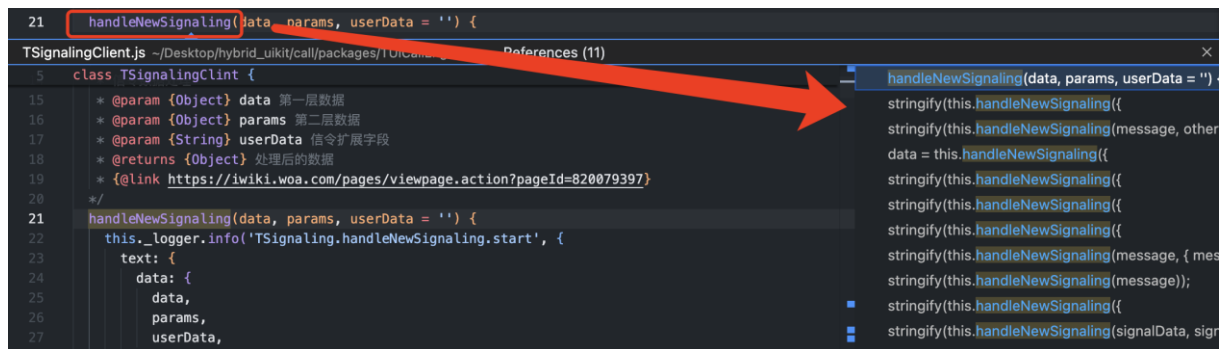 21 handleNewSignaling(data, params, userData = '') {
TSignalingClient.js ~/Desktop/hybrid_uikit/call/packages/ References (11)
5 class TSignalingClint {
15 * @param {Object} data 第一层数据
16 * @param {Object} params 第二层数据
17 * @param {String} userData 信令扩展字段
18 * @returns {Object} 处理后的数据
19 * {@link https://iwiki.woa.com/pages/viewpage.action?pageId=820079397}
20 */
21 handleNewSignaling(data, params, userData = '') {
22 this._logger.info('TSignaling.handleNewSignaling.start', {
23 text: {
24 data: {
25 data,
26 params,
27 userData,
handleNewSignaling(data, params, userData = '') {
stringify(this.handleNewSignaling({
stringify(this.handleNewSignaling(message, other
data = this.handleNewSignaling({
stringify(this.handleNewSignaling({
stringify(this.handleNewSignaling({
stringify(this.handleNewSignaling({
stringify(this.handleNewSignaling(message, { mes
stringify(this.handleNewSignaling(message));
stringify(this.handleNewSignaling({
stringify(this.handleNewSignaling(signalData, sign